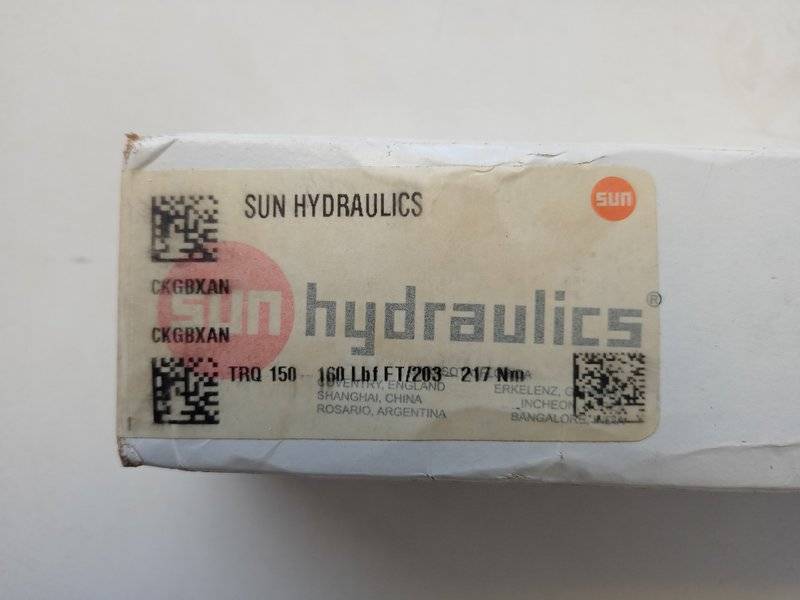 SUN HYDRAULICS
sun
CKGBXAN
sun hydraulics®
CKGBXAN
TRQ 150 - 160 Lbf FT/203 - 217 Nm
COVENTRY, ENGLAND
ERKELENZ,
SHANGHAI, CHINA
INCHEON
ROSARIO, ARGENTINA
BANGALORE,